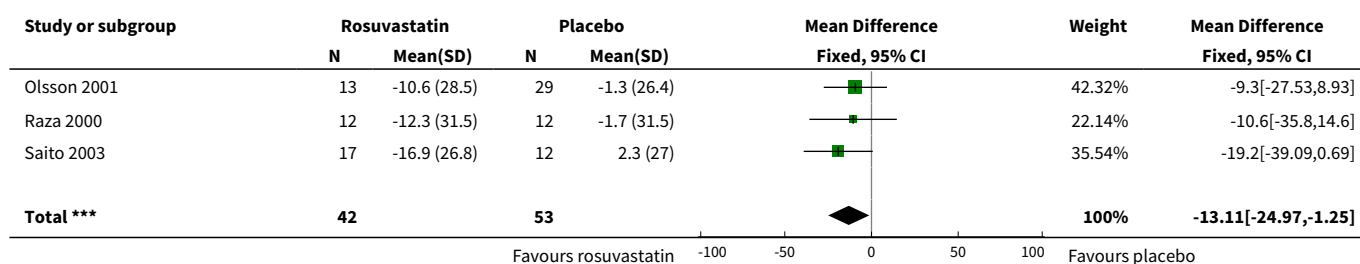 Study or subgroup Rosuvastatin Placebo Mean Difference Weight Mean Difference
N Mean(SD) N Mean(SD) Fixed, 95% CI Fixed, 95% CI
Olsson 2001 13 -10.6 (28.5) 29 -1.3 (26.4) 42.32% -9.3[-27.53,8.93]
Raza 2000 12 -12.3 (31.5) 12 -1.7 (31.5) 22.14% -10.6[-35.8,14.6]
Saito 2003 17 -16.9 (26.8) 12 2.3 (27) 35.54% -19.2[-39.09,0.69]
Total *** 42 53 100% -13.11[-24.97,-1.25]
Favours rosuvastatin -100 -50 0 50 100 Favours placebo